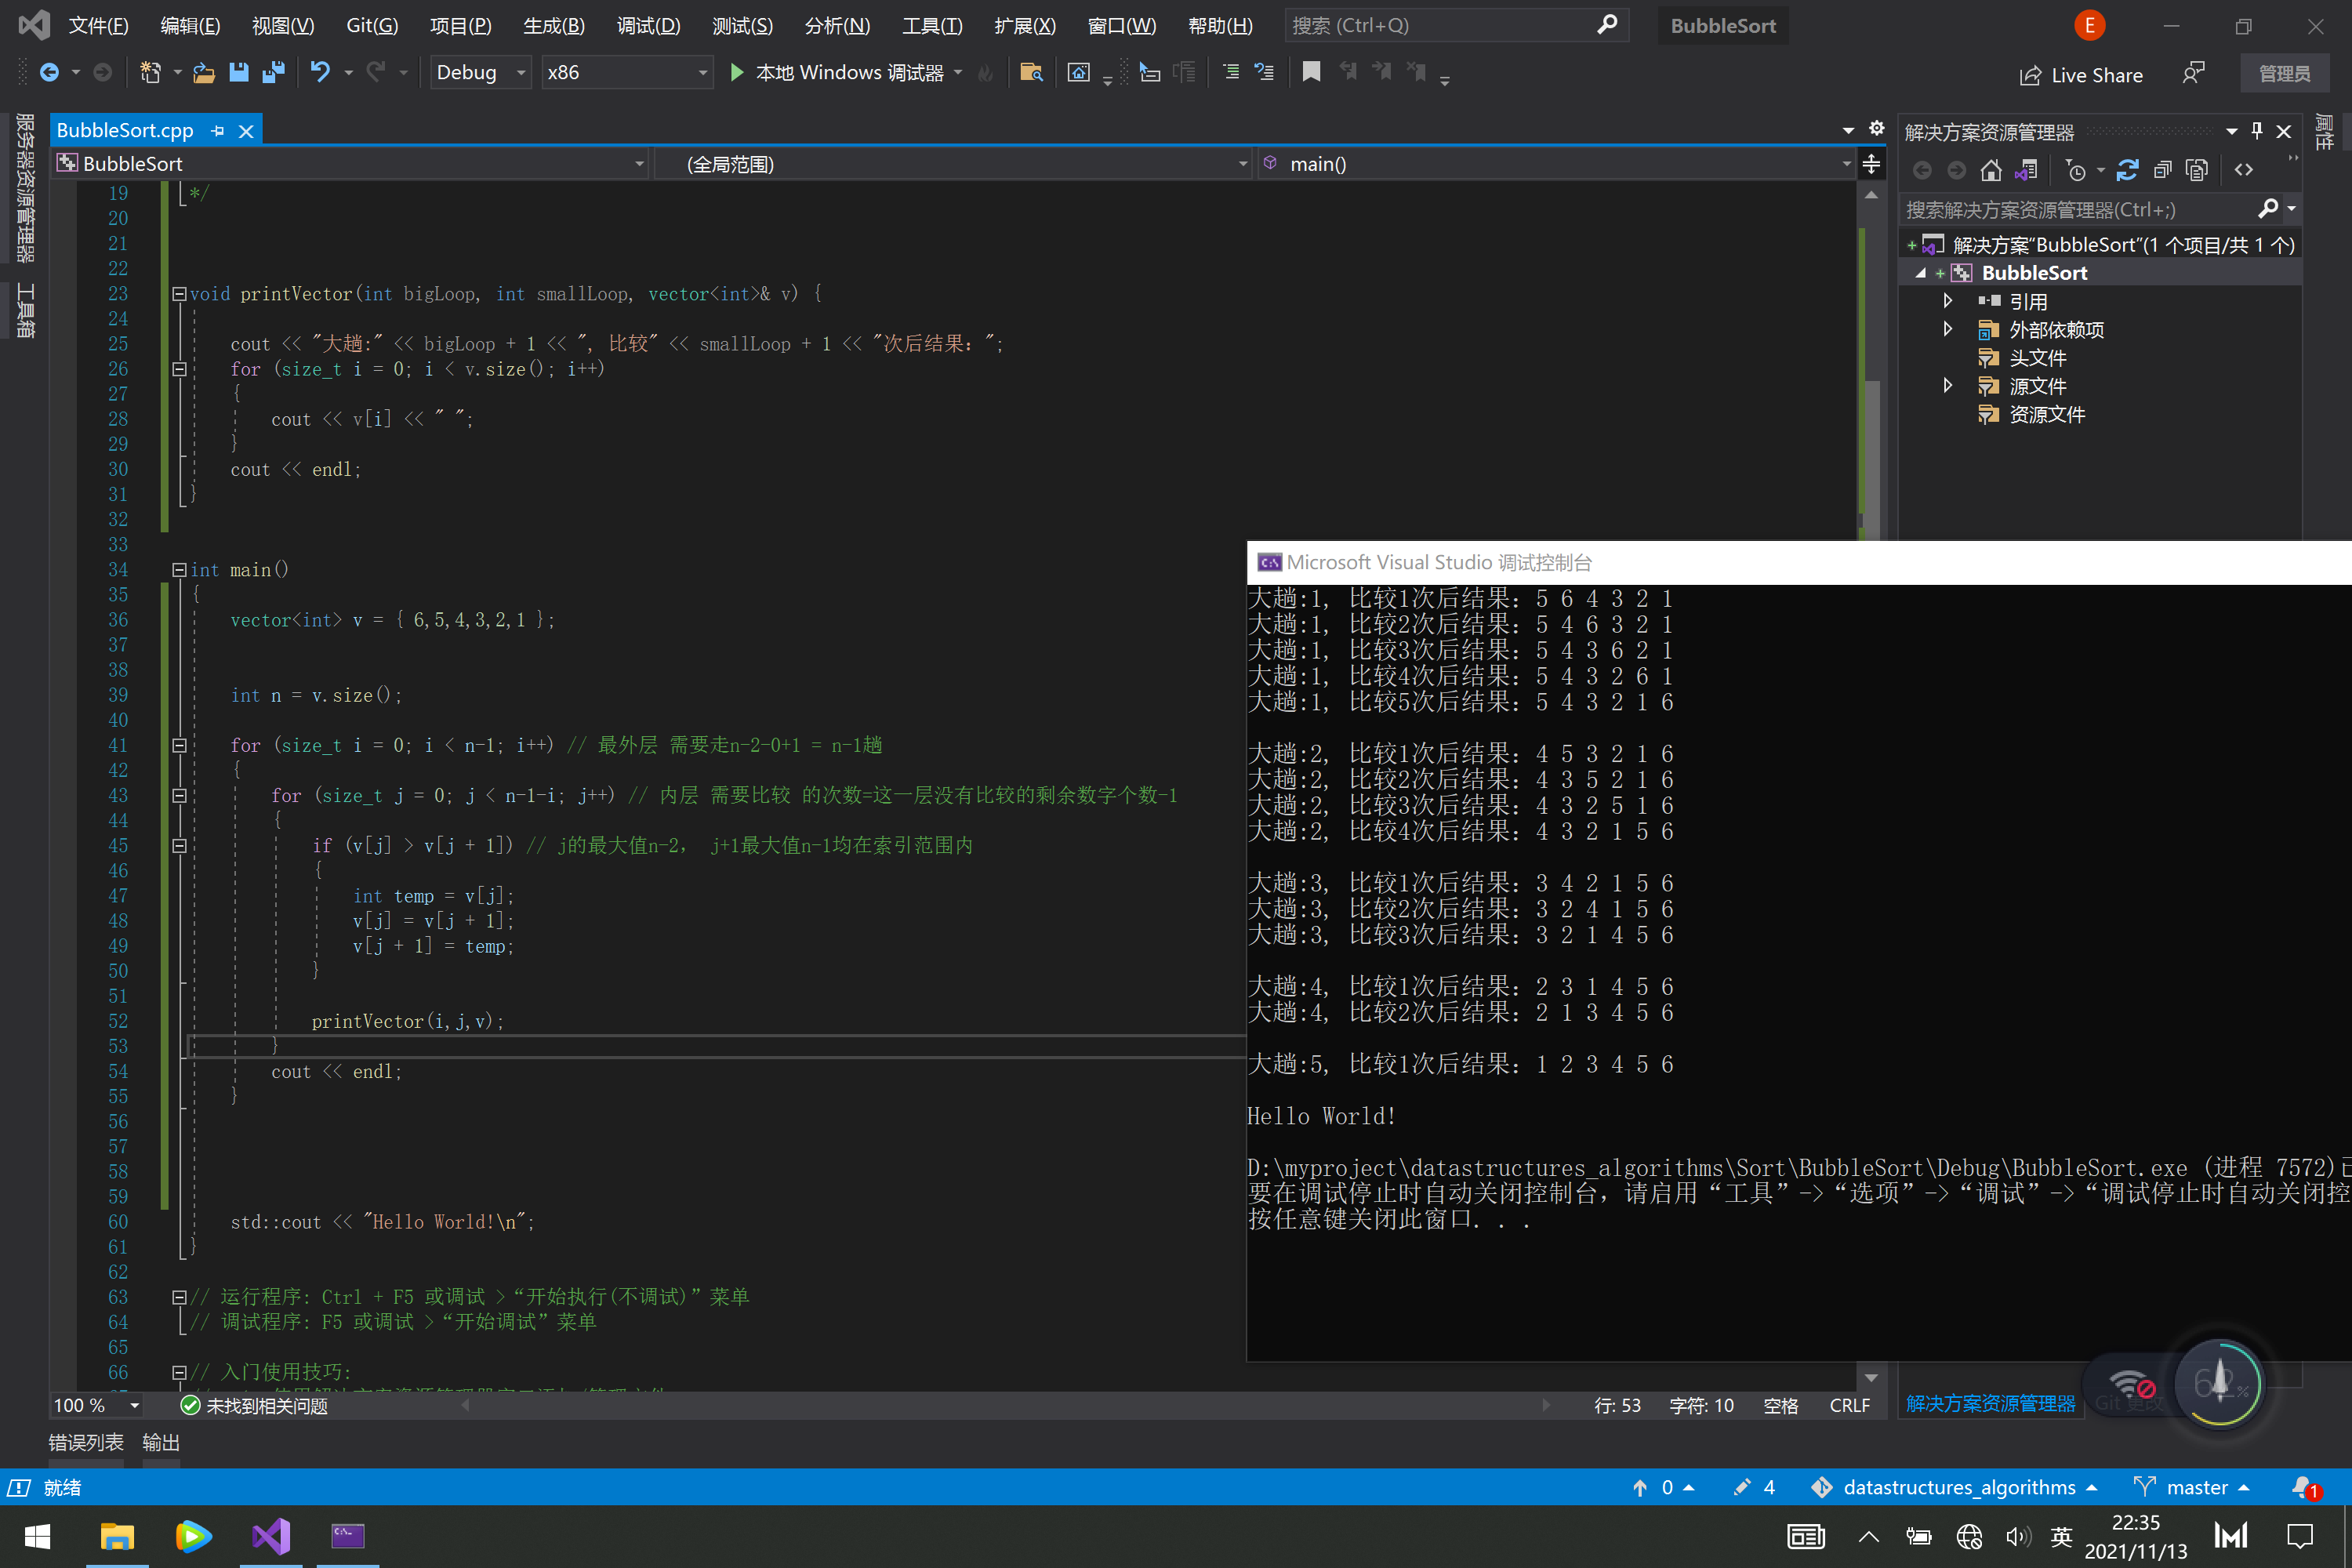 文件(F) 编辑(E) 视图(V) Git(G) 项目(P) 生成(B) 调试(D) 测试(S) 分析(N) 工具(T) 扩展(X) 窗口(W) 帮助(H) 搜索 (Ctrl+Q) BubbleSort E
Debug x86 本地 Windows 调试器 Live Share 管理员
服务器资源管理器
工具箱
BubbleSort.cpp
BubbleSort (全局范围) main()
19 */
20
21
22
23 void printVector(int bigLoop, int smallLoop, vector<int>& v) {
24
25 cout << "大趟:" << bigLoop + 1 << ", 比较" << smallLoop + 1 << "次后结果: ";
26 for (size_t i = 0; i < v.size(); i++)
27 {
28 cout << v[i] << " ";
29 }
30 cout << endl;
31 }
32
33
34 int main()
35 {
36 vector<int> v = { 6,5,4,3,2,1 };
37
38
39 int n = v.size();
40
41 for (size_t i = 0; i < n-1; i++) // 最外层 需要走n-2-0+1 = n-1趟
42 {
43 for (size_t j = 0; j < n-1-i; j++) // 内层 需要比较 的次数=这一层没有比较的剩余数字个数-1
44 {
45 if (v[j] > v[j + 1]) // j的最大值n-2, j+1最大值n-1均在索引范围内
46 {
47 int temp = v[j];
48 v[j] = v[j + 1];
49 v[j + 1] = temp;
50 }
51
52 printVector(i,j,v);
53 }
54 cout << endl;
55 }
56
57
58
59
60 std::cout << "Hello World!\n";
61 }
62
63 // 运行程序: Ctrl + F5 或调试 >“开始执行(不调试)”菜单
64 // 调试程序: F5 或调试 >“开始调试”菜单
65
66 // 入门使用技巧:
100 % 未找到相关问题 行: 53 字符: 10 空格 CRLF
错误列表 输出
解决方案资源管理器
搜索解决方案资源管理器(Ctrl+;)
解决方案“BubbleSort”(1 个项目/共 1 个)
BubbleSort
引用
外部依赖项
头文件
源文件
资源文件
属性
Microsoft Visual Studio 调试控制台
大趟:1, 比较1次后结果: 5 6 4 3 2 1
大趟:1, 比较2次后结果: 5 4 6 3 2 1
大趟:1, 比较3次后结果: 5 4 3 6 2 1
大趟:1, 比较4次后结果: 5 4 3 2 6 1
大趟:1, 比较5次后结果: 5 4 3 2 1 6
大趟:2, 比较1次后结果: 4 5 3 2 1 6
大趟:2, 比较2次后结果: 4 3 5 2 1 6
大趟:2, 比较3次后结果: 4 3 2 5 1 6
大趟:2, 比较4次后结果: 4 3 2 1 5 6
大趟:3, 比较1次后结果: 3 4 2 1 5 6
大趟:3, 比较2次后结果: 3 2 4 1 5 6
大趟:3, 比较3次后结果: 3 2 1 4 5 6
大趟:4, 比较1次后结果: 2 3 1 4 5 6
大趟:4, 比较2次后结果: 2 1 3 4 5 6
大趟:5, 比较1次后结果: 1 2 3 4 5 6
Hello World!
D:\myproject\datastructures_algorithms\Sort\BubbleSort\Debug\BubbleSort.exe (进程 7572)已
要在调试停止时自动关闭控制台，请启用“工具”->“选项”->“调试”->“调试停止时自动关闭控
按任意键关闭此窗口. . .
解决方案资源管理器 Git 更改
就绪 0 4 datastructures_algorithms master 1
英 22:35
2021/11/13